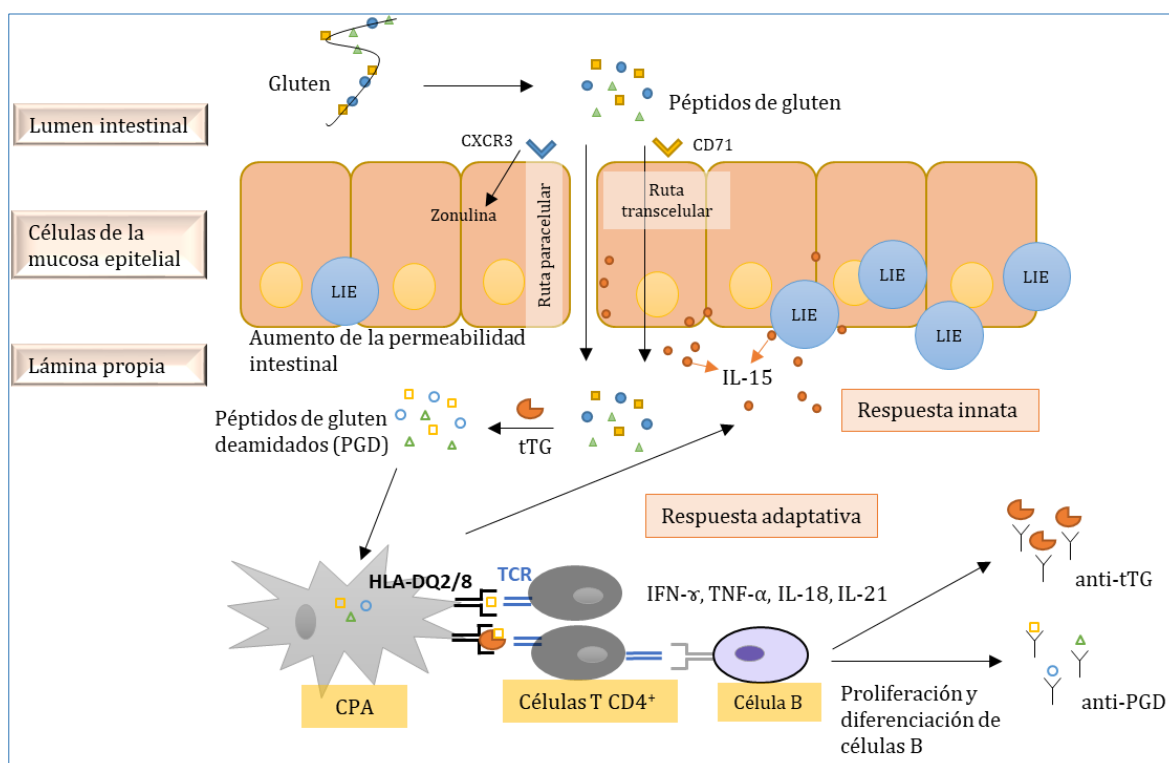 Gluten
Péptidos de gluten
Lumen intestinal
CXCR3
CD71
Ruta
transcelular
Zonulina
Ruta paracelular
Células de la
mucosa epitelial
LIE
LIE
LIE
LIE
LIE
Aumento de la permeabilidad
intestinal
Lámina propia
IL-15
Respuesta innata
Péptidos de gluten
deamidados (PGD)
tTG
Respuesta adaptativa
HLA-DQ2/8
TCR
IFN-ɤ, TNF-α, IL-18, IL-21
anti-tTG
CPA
Células T CD4⁺
Célula B
Proliferación y
diferenciación de
células B
anti-PGD